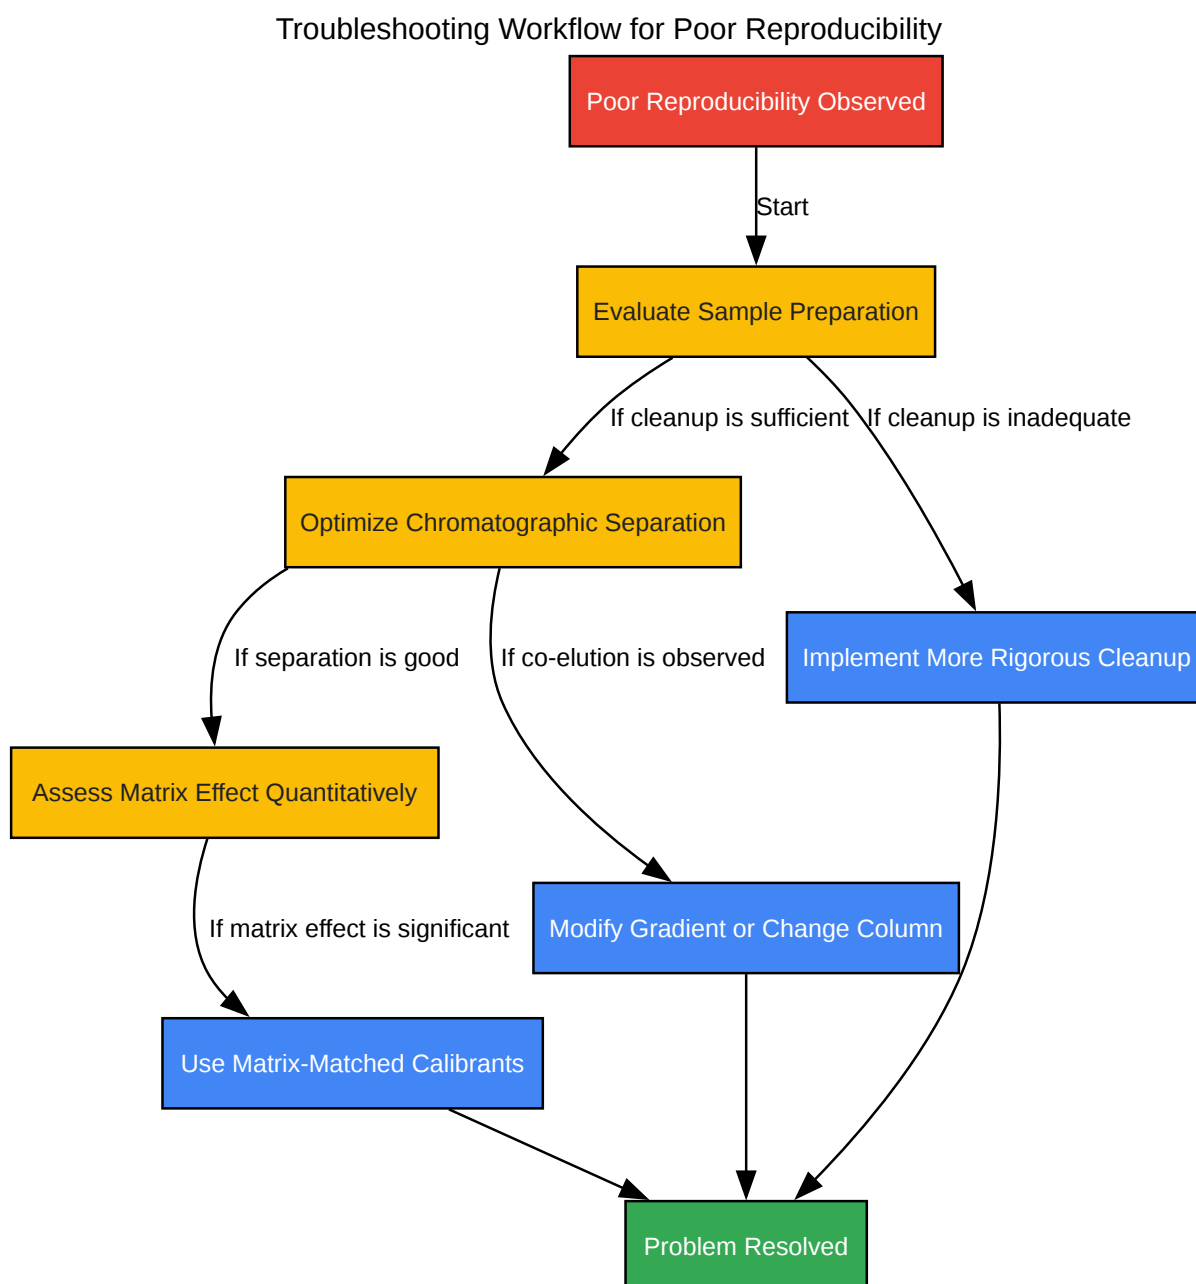 Troubleshooting Workflow for Poor Reproducibility
Poor Reproducibility Observed
Start
Evaluate Sample Preparation
If cleanup is sufficient
If cleanup is inadequate
Optimize Chromatographic Separation
If separation is good
If co-elution is observed
Implement More Rigorous Cleanup
Assess Matrix Effect Quantitatively
If matrix effect is significant
Modify Gradient or Change Column
Use Matrix-Matched Calibrants
Problem Resolved